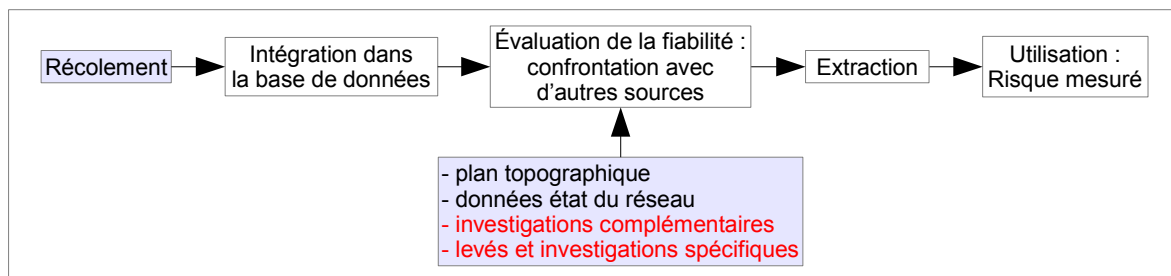 Récolement
Intégration dans
la base de données
Évaluation de la fiabilité :
confrontation avec
d’autres sources
Extraction
Utilisation :
Risque mesuré
- plan topographique
- données état du réseau
- investigations complémentaires
- levés et investigations spécifiques